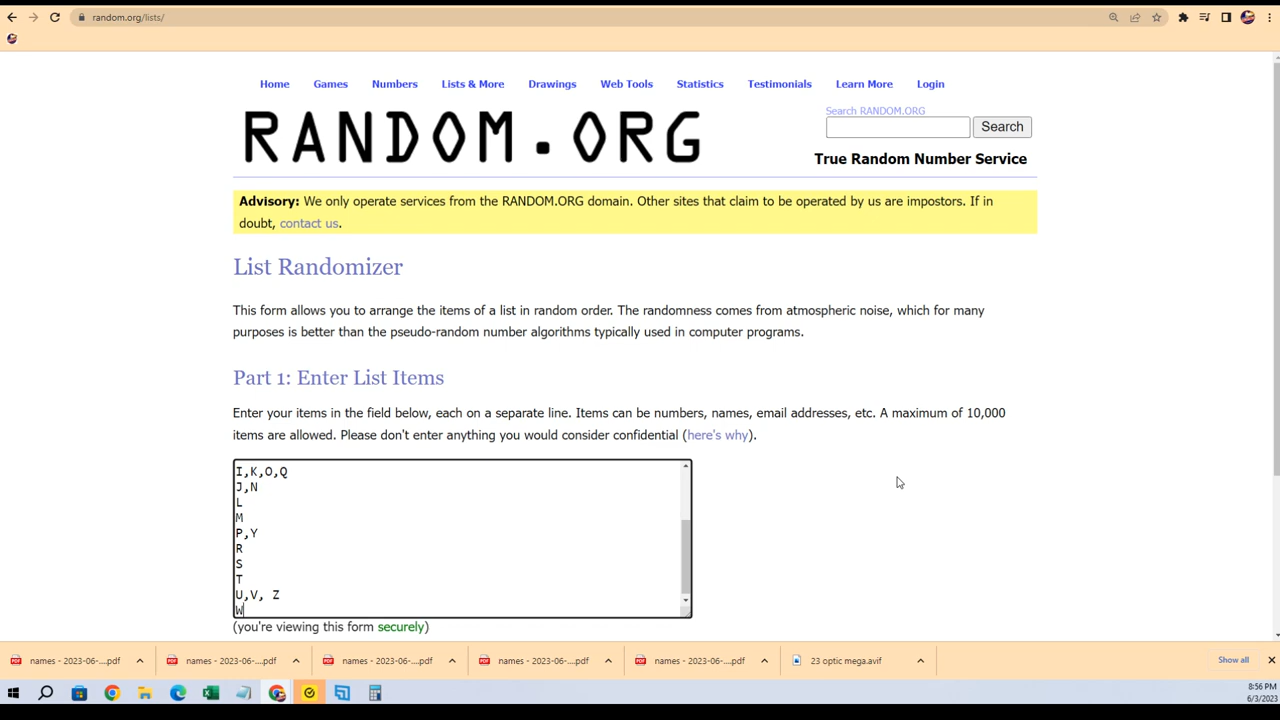 random.org/lists/
Home Games Numbers Lists & More Drawings Web Tools Statistics Testimonials Learn More Login
RANDOM.ORG
Search RANDOM.ORG
Search
True Random Number Service
Advisory: We only operate services from the RANDOM.ORG domain. Other sites that claim to be operated by us are impostors. If in
doubt, contact us.
List Randomizer
This form allows you to arrange the items of a list in random order. The randomness comes from atmospheric noise, which for many
purposes is better than the pseudo-random number algorithms typically used in computer programs.
Part 1: Enter List Items
Enter your items in the field below, each on a separate line. Items can be numbers, names, email addresses, etc. A maximum of 10,000
items are allowed. Please don't enter anything you would consider confidential (here's why).
I,K,O,Q
J,N
L
M
P,Y
R
S
T
U,V, Z
W
(you're viewing this form securely)
names - 2023-06-....pdf names - 2023-06-....pdf names - 2023-06-....pdf names - 2023-06-....pdf names - 2023-06-....pdf 23 optic mega.avif Show all
8:56 PM
6/3/2023